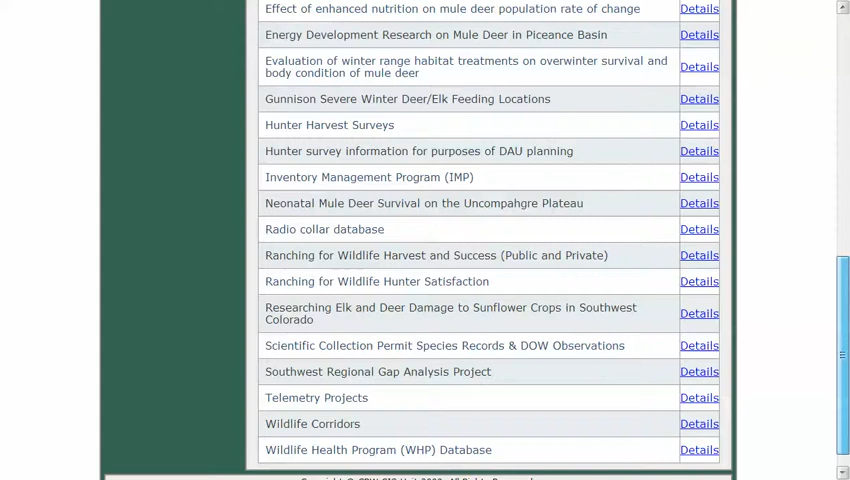 Effect of enhanced nutrition on mule deer population rate of change Details
Energy Development Research on Mule Deer in Piceance Basin Details
Evaluation of winter range habitat treatments on overwinter survival and
body condition of mule deer Details
Gunnison Severe Winter Deer/Elk Feeding Locations Details
Hunter Harvest Surveys Details
Hunter survey information for purposes of DAU planning Details
Inventory Management Program (IMP) Details
Neonatal Mule Deer Survival on the Uncompahgre Plateau Details
Radio collar database Details
Ranching for Wildlife Harvest and Success (Public and Private) Details
Ranching for Wildlife Hunter Satisfaction Details
Researching Elk and Deer Damage to Sunflower Crops in Southwest
Colorado Details
Scientific Collection Permit Species Records & DOW Observations Details
Southwest Regional Gap Analysis Project Details
Telemetry Projects Details
Wildlife Corridors Details
Wildlife Health Program (WHP) Database Details